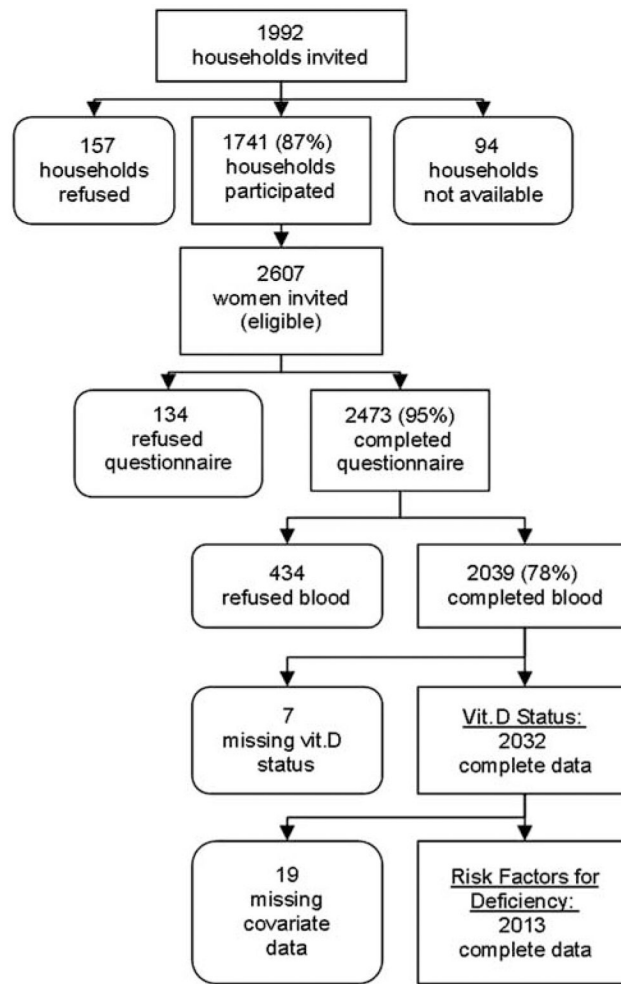 1992
households invited
157
households
refused
1741 (87%)
households
participated
94
households
not available
2607
women invited
(eligible)
134
refused
questionnaire
2473 (95%)
completed
questionnaire
434
refused blood
2039 (78%)
completed blood
7
missing vit.D
status
Vit.D Status:
2032
complete data
19
missing
covariate
data
Risk Factors for
Deficiency:
2013
complete data